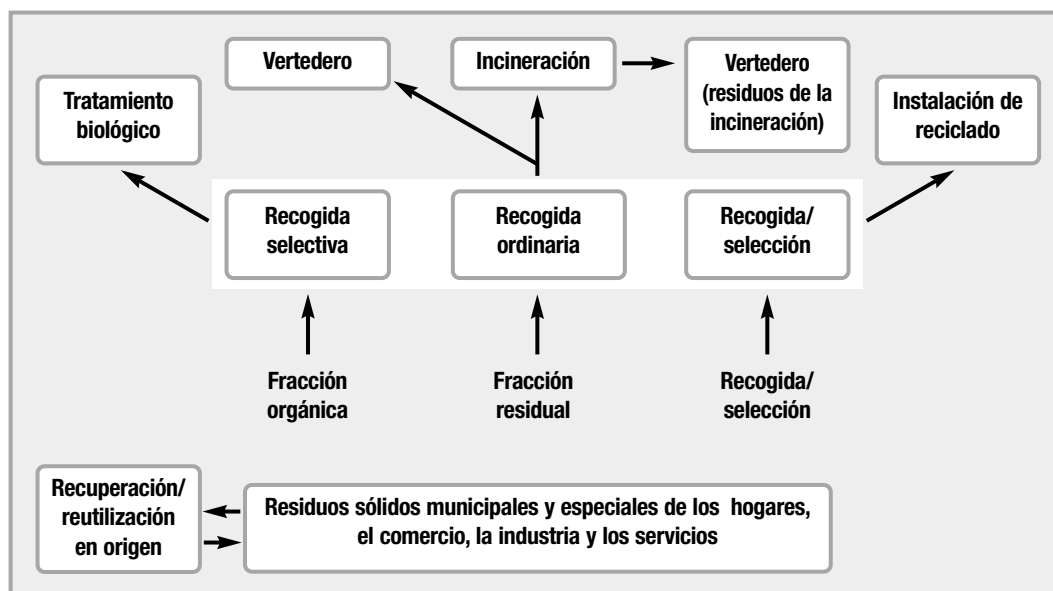 Vertedero
Incineración
Vertedero
(residuos de la
incineración)
Tratamiento
biológico
Instalación de
reciclado
Recogida
selectiva
Recogida
ordinaria
Recogida/
selección
Fracción
orgánica
Fracción
residual
Recogida/
selección
Recuperación/
reutilización
en origen
Residuos sólidos municipales y especiales de los hogares,
el comercio, la industria y los servicios